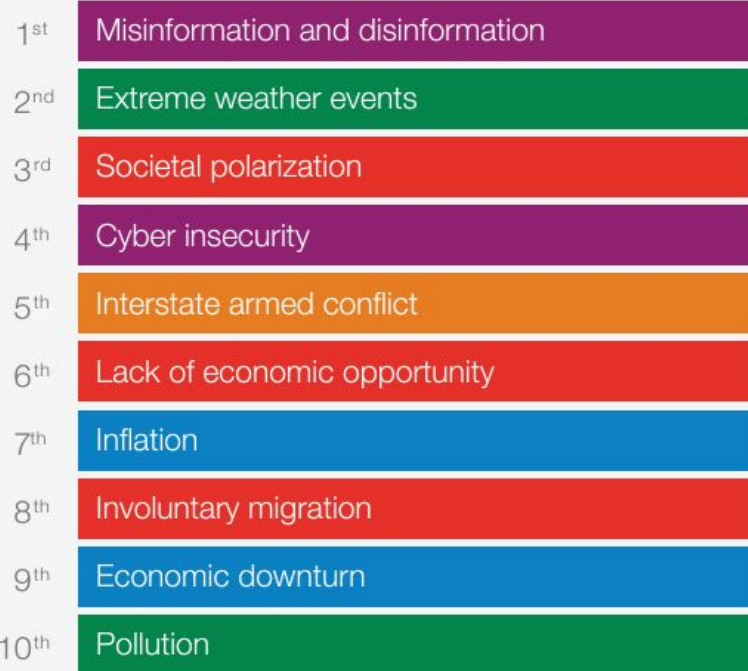 1st Misinformation and disinformation
2nd Extreme weather events
3rd Societal polarization
4th Cyber insecurity
5th Interstate armed conflict
6th Lack of economic opportunity
7th Inflation
8th Involuntary migration
9th Economic downturn
10th Pollution